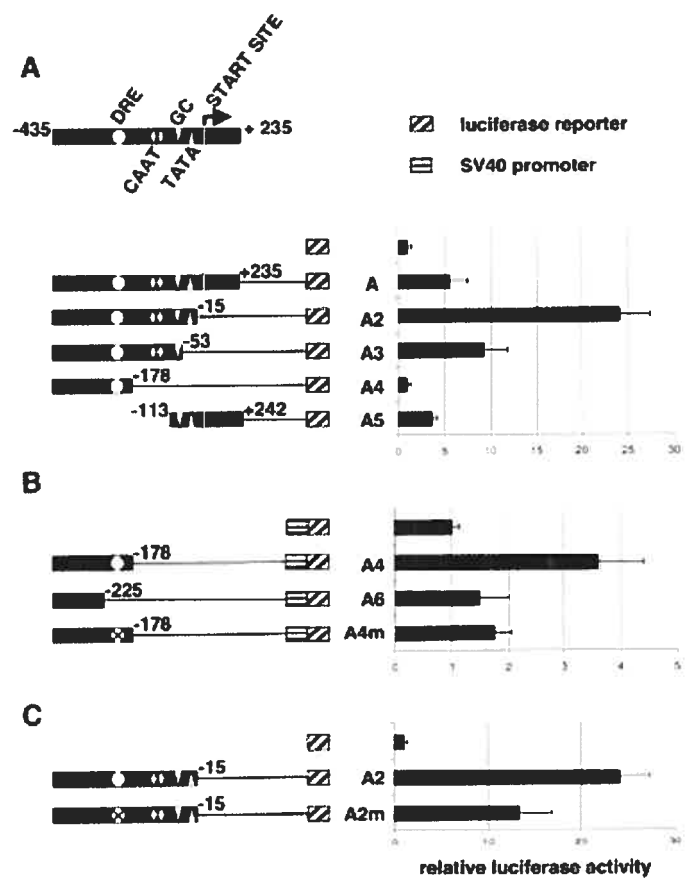 A
DRE
GC
START SITE
-435
+ 235
CAAT
TATA
luciferase reporter
SV40 promoter
+235
A
-15
A2
-53
A3
-178
A4
-113
+242
A5
0 5 10 15 20 25 30
B
-178
A4
-225
A6
-178
A4m
0 1 2 3 4 5
C
-15
A2
-15
A2m
0 10 20 30
relative luciferase activity